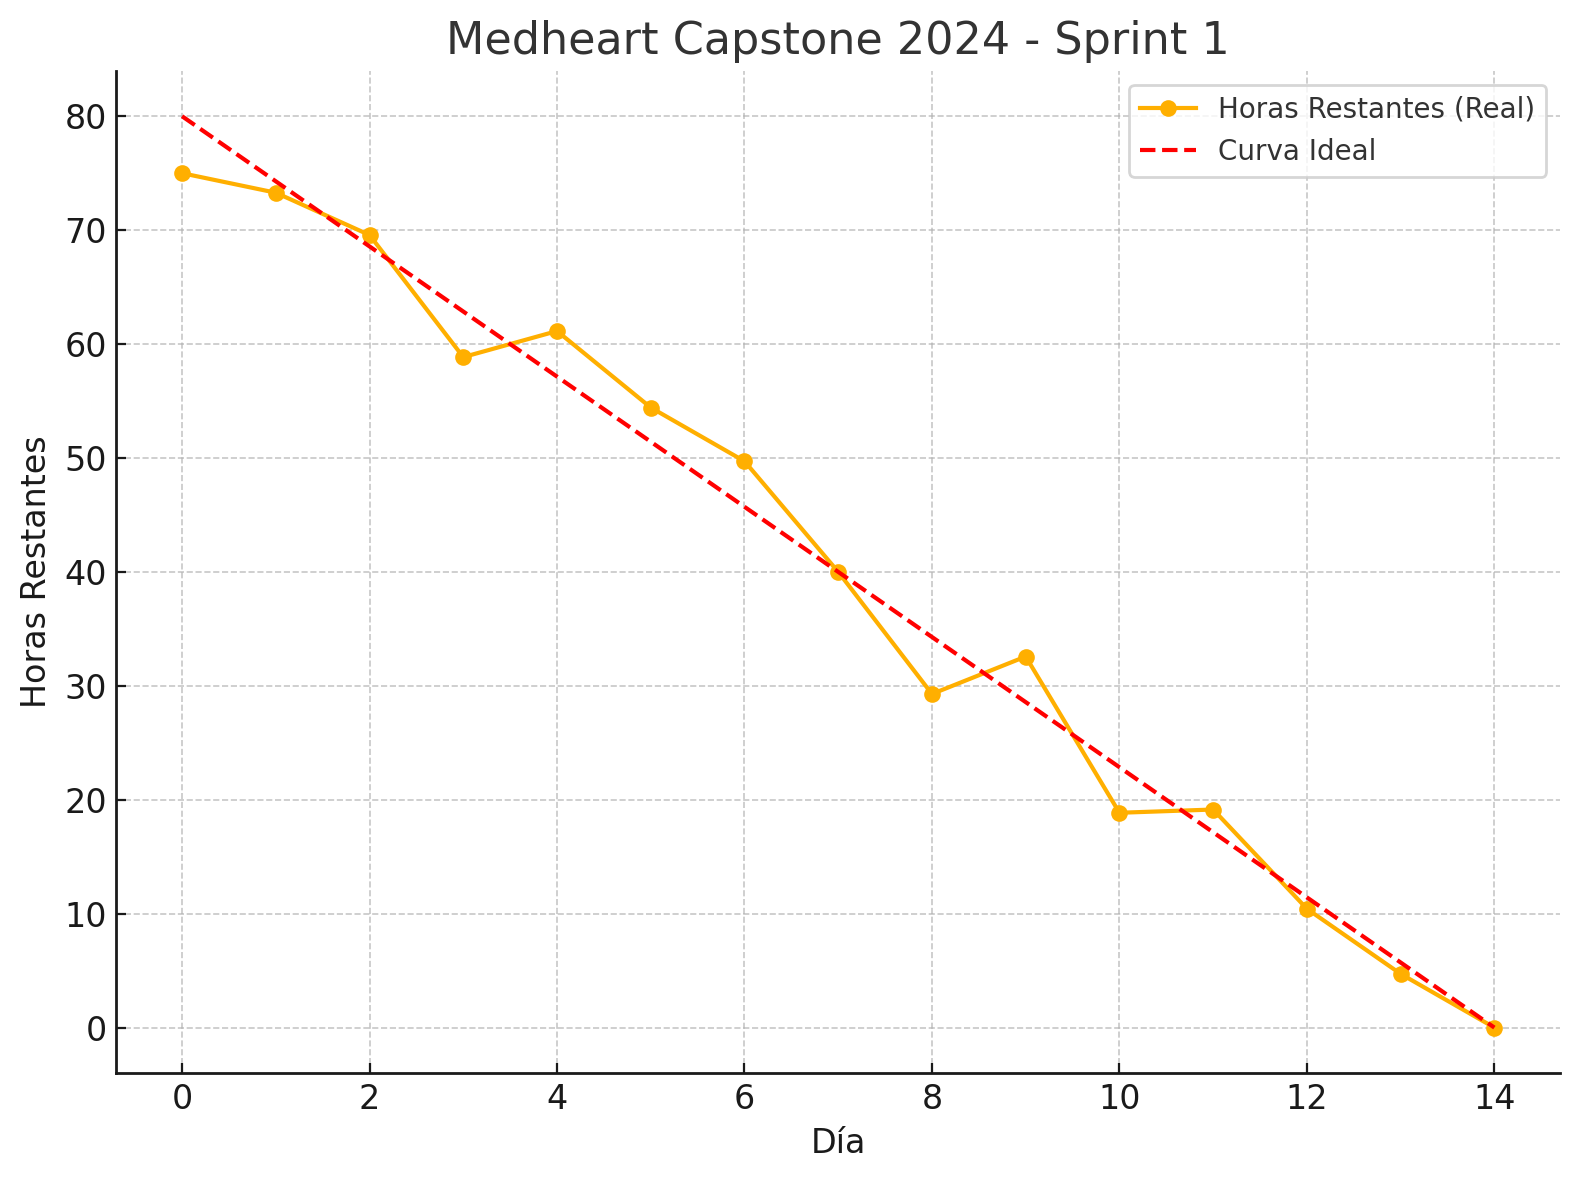 Medheart Capstone 2024 - Sprint 1
Horas Restantes (Real)
Curva Ideal
Horas Restantes
80
70
60
50
40
30
20
10
0
0 2 4 6 8 10 12 14
Día